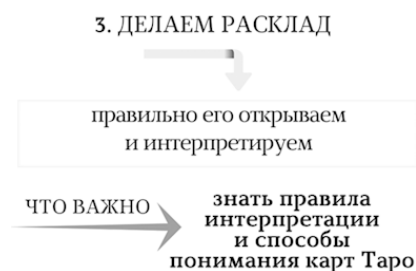 3. ДЕЛАЕМ РАСКЛАД
правильно его открываем
и интерпретируем
ЧТО ВАЖНО
знать правила
интерпретации
и способы
понимания карт Таро